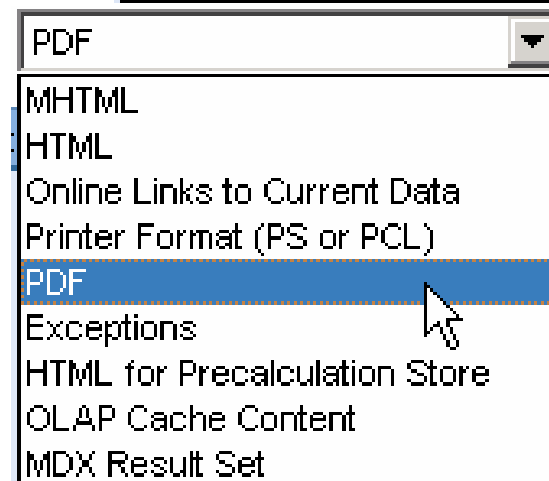 PDF
MHTML
HTML
Online Links to Current Data
Printer Format (PS or PCL)
PDF
Exceptions
HTML for Precalculation Store
OLAP Cache Content
MDX Result Set